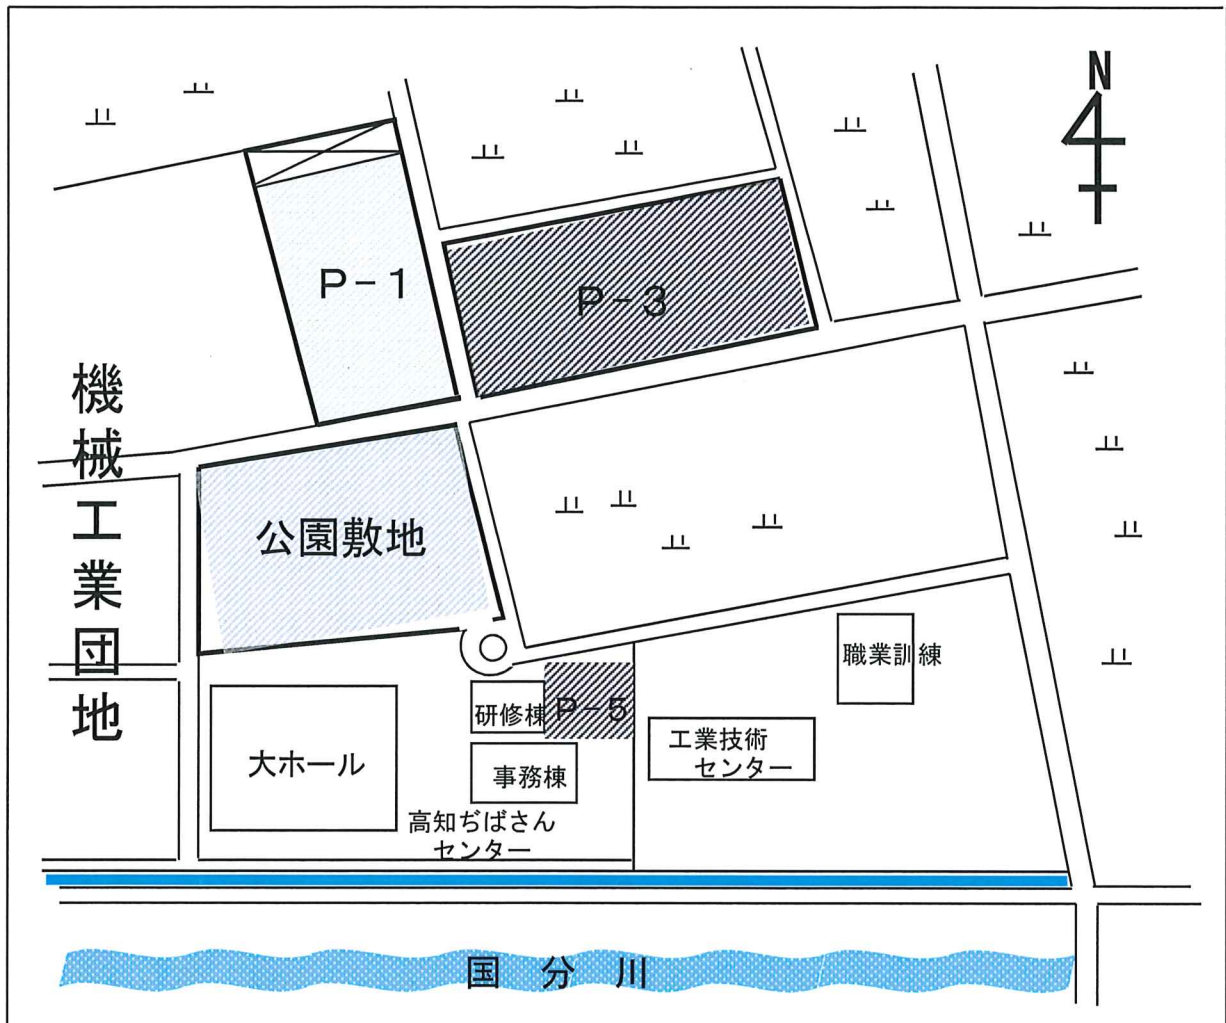 N
P-1
P-3
機械工業団地
公園敷地
職業訓練
研修棟
P-5
工業技術
センター
大ホール
事務棟
高知ぢばさん
センター
国分川